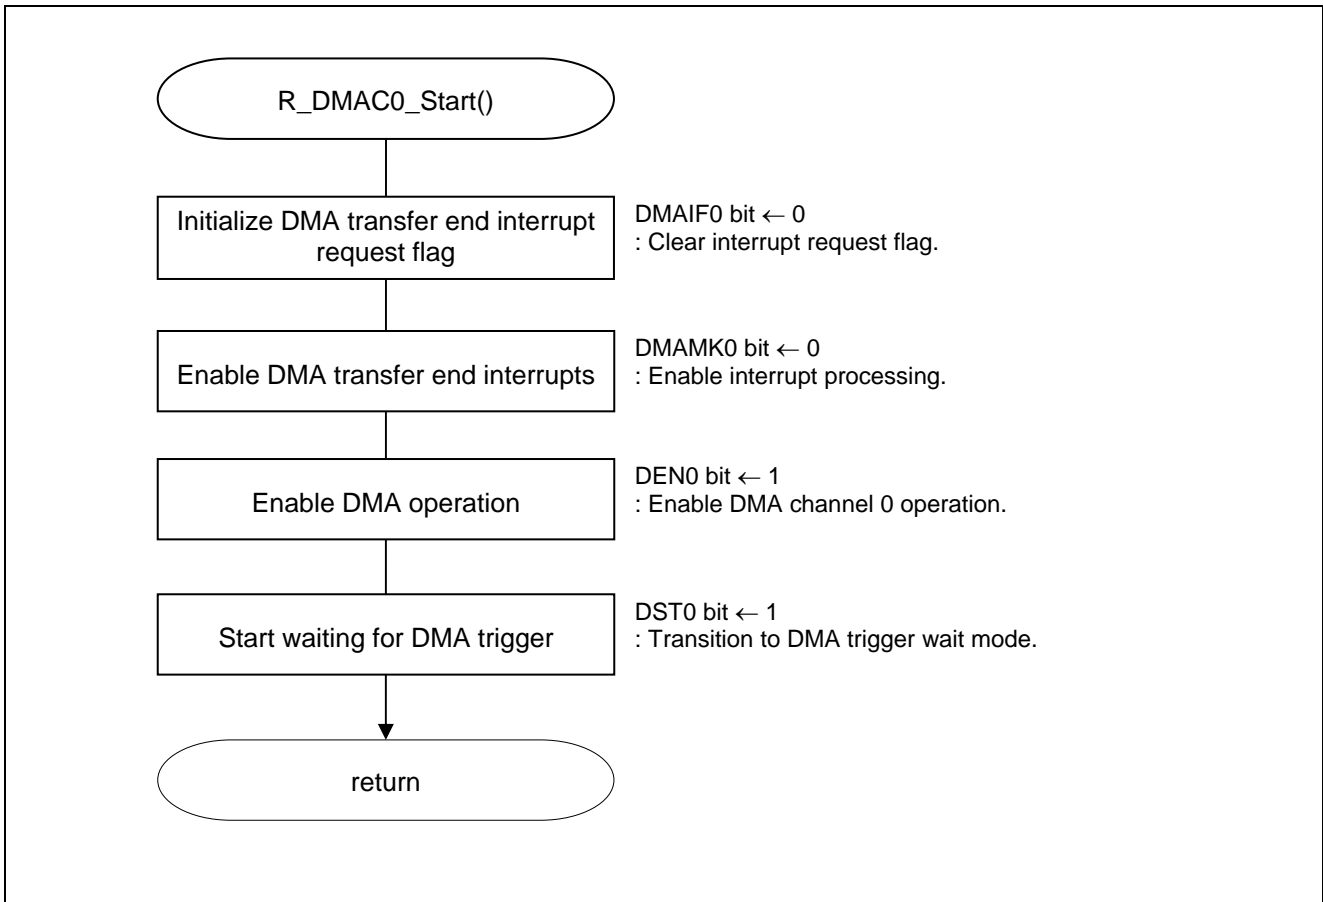 R_DMAC0_Start()
Initialize DMA transfer end interrupt
request flag
DMAIF0 bit ← 0
: Clear interrupt request flag.
Enable DMA transfer end interrupts
DMAMK0 bit ← 0
: Enable interrupt processing.
Enable DMA operation
DEN0 bit ← 1
: Enable DMA channel 0 operation.
Start waiting for DMA trigger
DST0 bit ← 1
: Transition to DMA trigger wait mode.
return